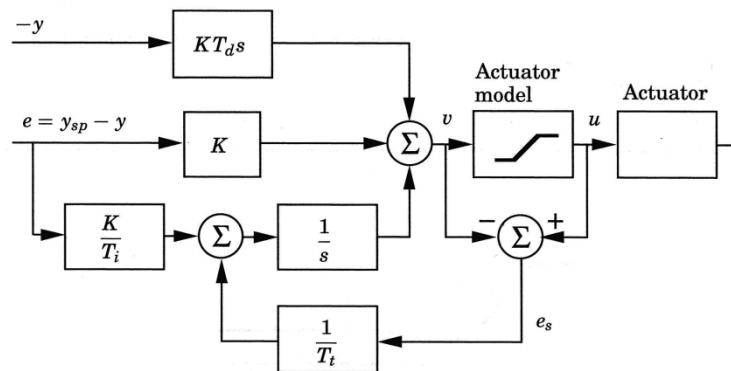 −y
KT_d s
Actuator model
Actuator
e = y_sp − y
K
Σ
v
u
K/T_i
Σ
1/s
− Σ +
1/T_t
e_s